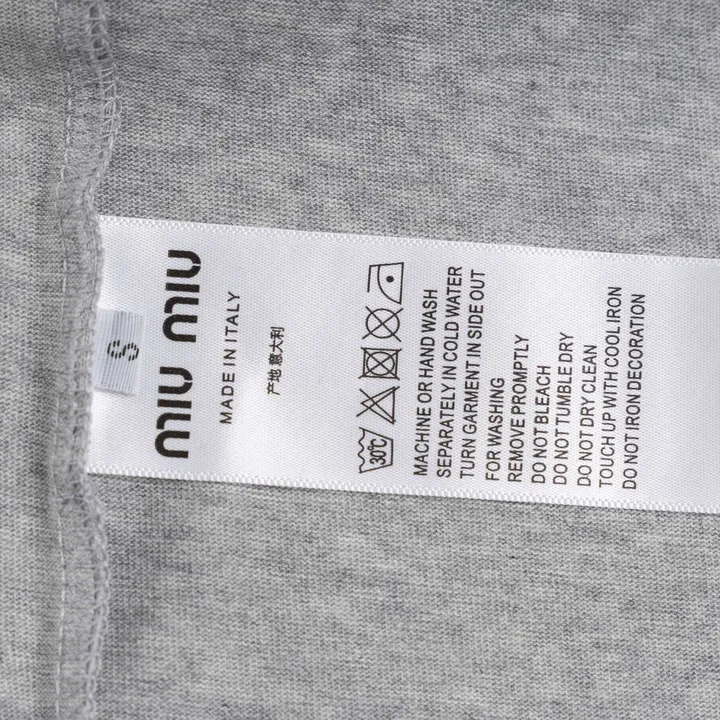 S
MIU MIU
MADE IN ITALY
产地 意大利
30℃
MACHINE OR HAND WASH
SEPARATELY IN COLD WATER
TURN GARMENT IN SIDE OUT
FOR WASHING
REMOVE PROMPTLY
DO NOT BLEACH
DO NOT TUMBLE DRY
DO NOT DRY CLEAN
TOUCH UP WITH COOL IRON
DO NOT IRON DECORATION